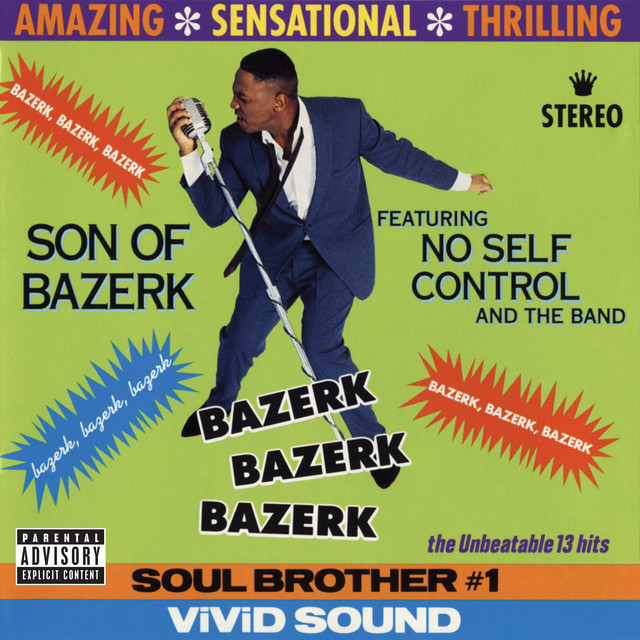 AMAZING * SENSATIONAL * THRILLING
BAZERK, BAZERK, BAZERK
STEREO
SON OF
BAZERK
FEATURING
NO SELF
CONTROL
AND THE BAND
bazerk, bazerk, bazerk
BAZERK
BAZERK
BAZERK
BAZERK, BAZERK, BAZERK
the Unbeatable 13 hits
PARENTAL
ADVISORY
EXPLICIT CONTENT
SOUL BROTHER #1
ViViD SOUND